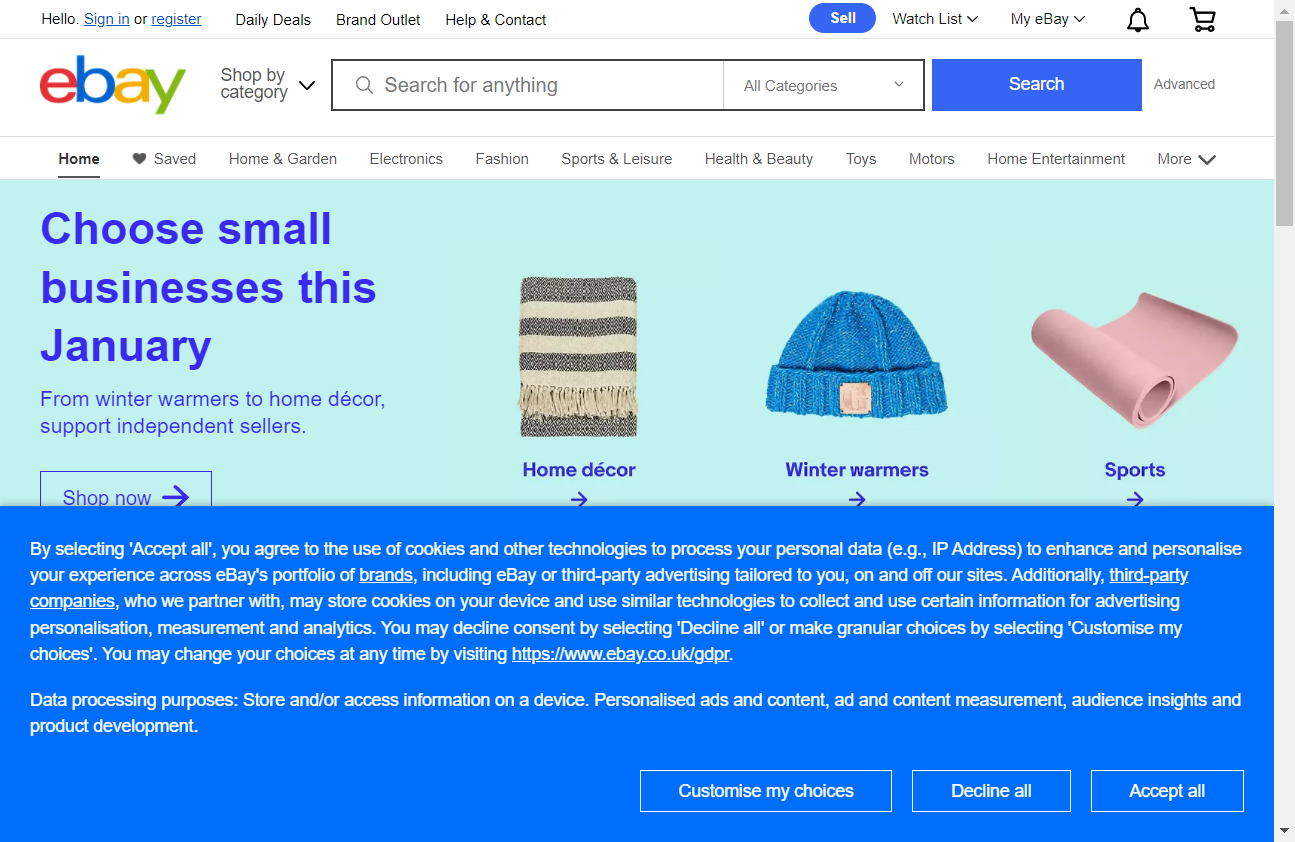 Hello. Sign in or register Daily Deals Brand Outlet Help & Contact Sell Watch List My eBay
ebay
Shop by
category
Search for anything All Categories Search Advanced
Home Saved Home & Garden Electronics Fashion Sports & Leisure Health & Beauty Toys Motors Home Entertainment More
Choose small
businesses this
January
From winter warmers to home décor,
support independent sellers.
Shop now
Home décor Winter warmers Sports
By selecting 'Accept all', you agree to the use of cookies and other technologies to process your personal data (e.g., IP Address) to enhance and personalise
your experience across eBay's portfolio of brands, including eBay or third-party advertising tailored to you, on and off our sites. Additionally, third-party
companies, who we partner with, may store cookies on your device and use similar technologies to collect and use certain information for advertising
personalisation, measurement and analytics. You may decline consent by selecting 'Decline all' or make granular choices by selecting 'Customise my
choices'. You may change your choices at any time by visiting https://www.ebay.co.uk/gdpr.
Data processing purposes: Store and/or access information on a device. Personalised ads and content, ad and content measurement, audience insights and
product development.
Customise my choices Decline all Accept all